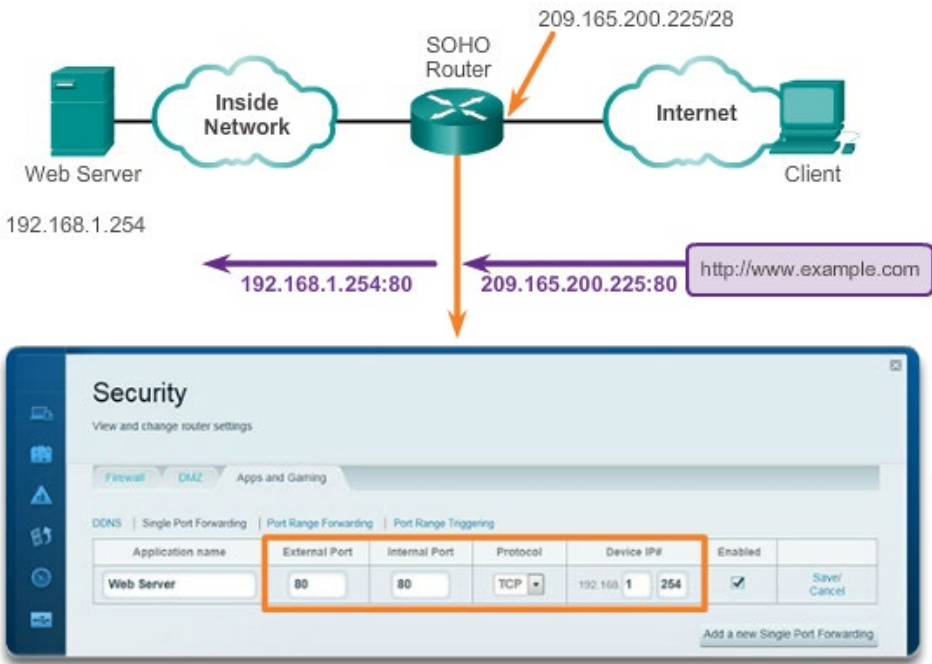 209.165.200.225/28
SOHO
Router
Inside
Network
Internet
Web Server
Client
192.168.1.254
192.168.1.254:80
209.165.200.225:80
http://www.example.com
Security
View and change router settings
Firewall DMZ Apps and Gaming
DDNS | Single Port Forwarding | Port Range Forwarding | Port Range Triggering
Application name External Port Internal Port Protocol Device IP# Enabled
Web Server 80 80 TCP 192.168. 1 254 Save/
Cancel
Add a new Single Port Forwarding